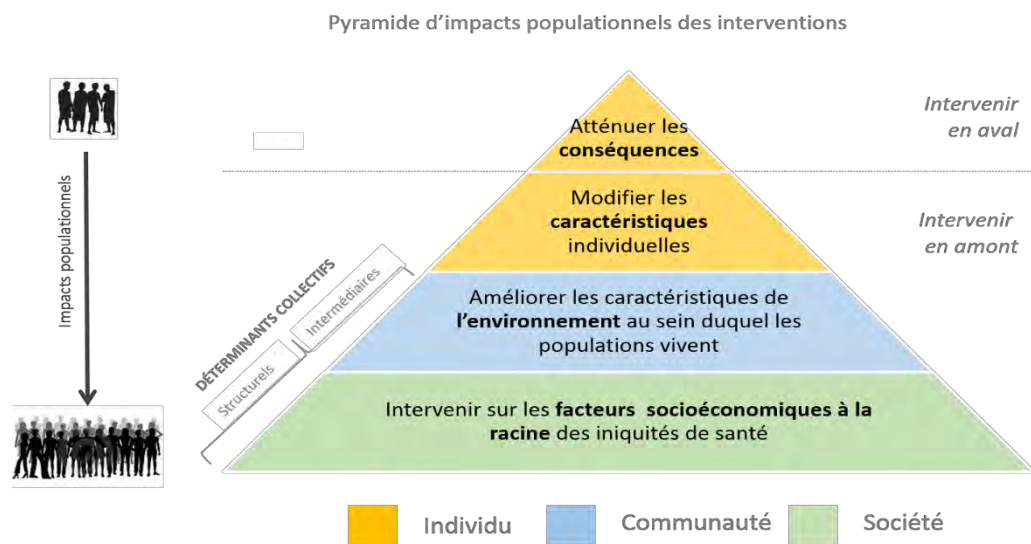 Pyramide d'impacts populationnels des interventions
Intervenir
en aval
Atténuer les
conséquences
Impacts populationnels
Modifier les
caractéristiques
individuelles
Intervenir
en amont
DÉTERMINANTS COLLECTIFS
Intermédiaires
Structurels
Améliorer les caractéristiques de
l'environnement au sein duquel les
populations vivent
Intervenir sur les facteurs socioéconomiques à la
racine des iniquités de santé
Individu
Communauté
Société